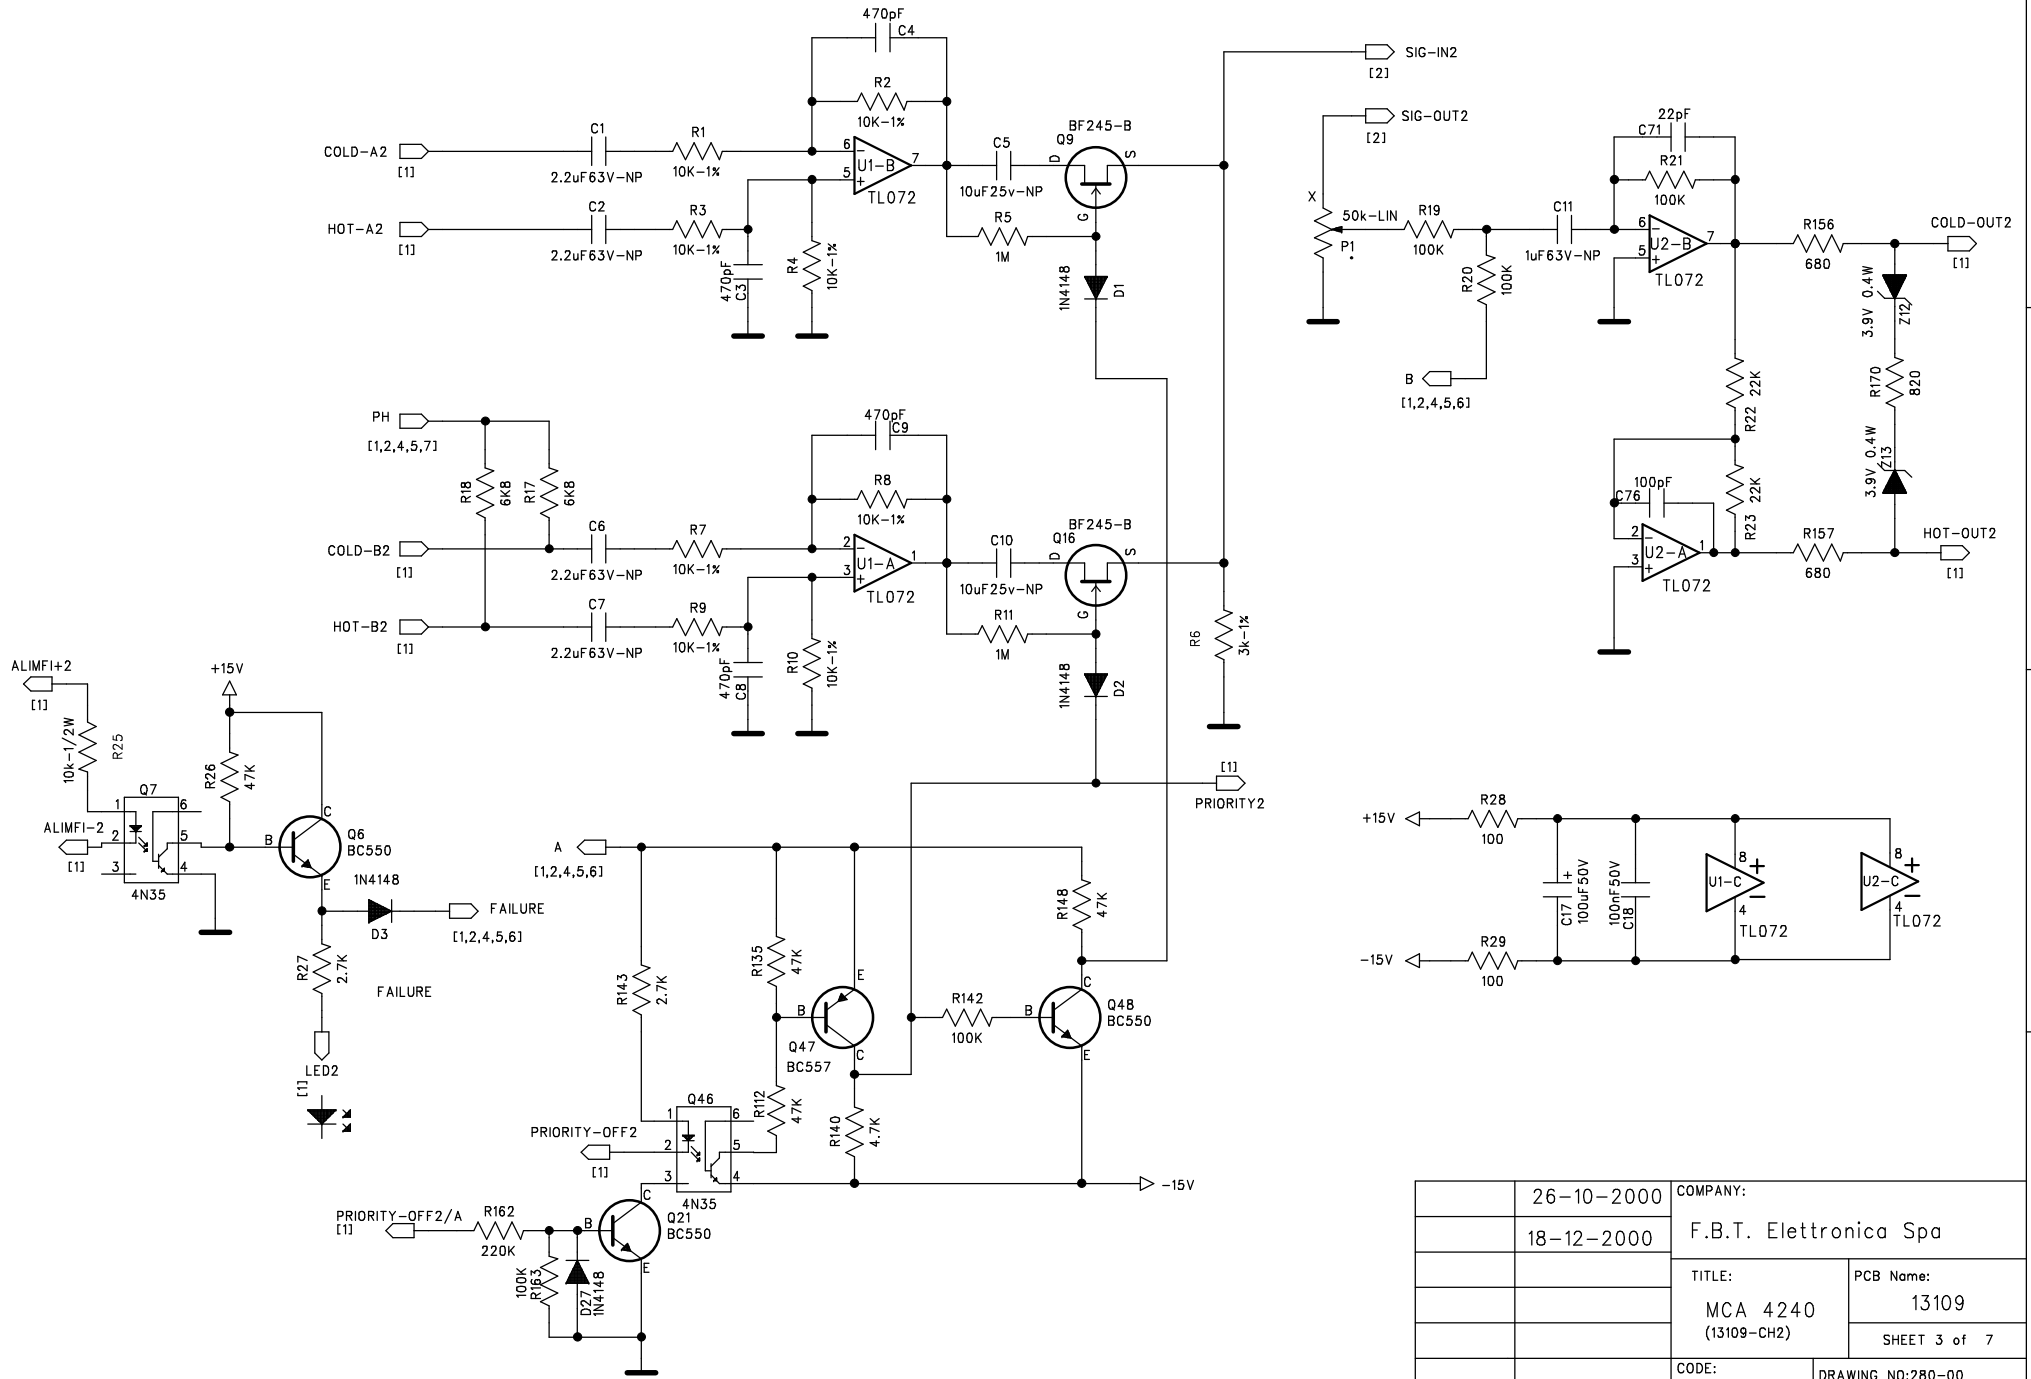 470pF
C4
R2
10K-1%
C1
2.2uF63V-NP
R1
10K-1%
COLD-A2
[1]
6
5
7
U1-B
TL072
C5
10uF25v-NP
BF245-B
Q9
D
S
G
C2
2.2uF63V-NP
R3
10K-1%
HOT-A2
[1]
470pF
C3
R4
10K-1%
R5
1M
1N4148
D1
SIG-IN2
[2]
SIG-OUT2
[2]
X
50k-LIN
P1
R19
100K
R20
100K
B
[1,2,4,5,6]
C11
1uF63V-NP
22pF
C71
R21
100K
6
5
7
U2-B
TL072
R156
680
COLD-OUT2
[1]
3.9V 0.4W
Z12
R170
820
3.9V 0.4W
Z13
R22
22K
R23
22K
100pF
C76
2
3
1
U2-A
TL072
R157
680
HOT-OUT2
[1]
PH
[1,2,4,5,7]
R18
6K8
R17
6K8
470pF
C9
R8
10K-1%
COLD-B2
[1]
C6
2.2uF63V-NP
R7
10K-1%
2
3
1
U1-A
TL072
C10
10uF25v-NP
BF245-B
Q16
D
S
G
HOT-B2
[1]
C7
2.2uF63V-NP
R9
10K-1%
470pF
C8
R10
10K-1%
R11
1M
1N4148
D2
R6
3k-1%
[1]
PRIORITY2
ALIMFI+2
[1]
10k-1/2W
R25
+15V
R26
47K
Q7
1
2
3
6
5
4
4N35
ALIMFI-2
[1]
B
C
E
Q6
BC550
1N4148
D3
FAILURE
[1,2,4,5,6]
R27
2.7K
FAILURE
LED2
[1]
A
[1,2,4,5,6]
R143
2.7K
R135
47K
B
E
C
Q47
BC557
R142
100K
R148
47K
B
C
E
Q48
BC550
R112
47K
R140
4.7K
Q46
1
2
3
6
5
4
4N35
PRIORITY-OFF2
[1]
-15V
PRIORITY-OFF2/A
[1]
R162
220K
B
C
E
Q21
BC550
100K
R163
D27
1N4148
+15V
R28
100
-15V
R29
100
+
C17
100uF50V
100nF50V
C18
8
U1-C
+
-
4
TL072
8
U2-C
+
-
4
TL072
26-10-2000
18-12-2000
COMPANY:
F.B.T. Elettronica Spa
TITLE:
MCA 4240
(13109-CH2)
PCB Name:
13109
SHEET 3 of 7
CODE:
DRAWING NO:280-00